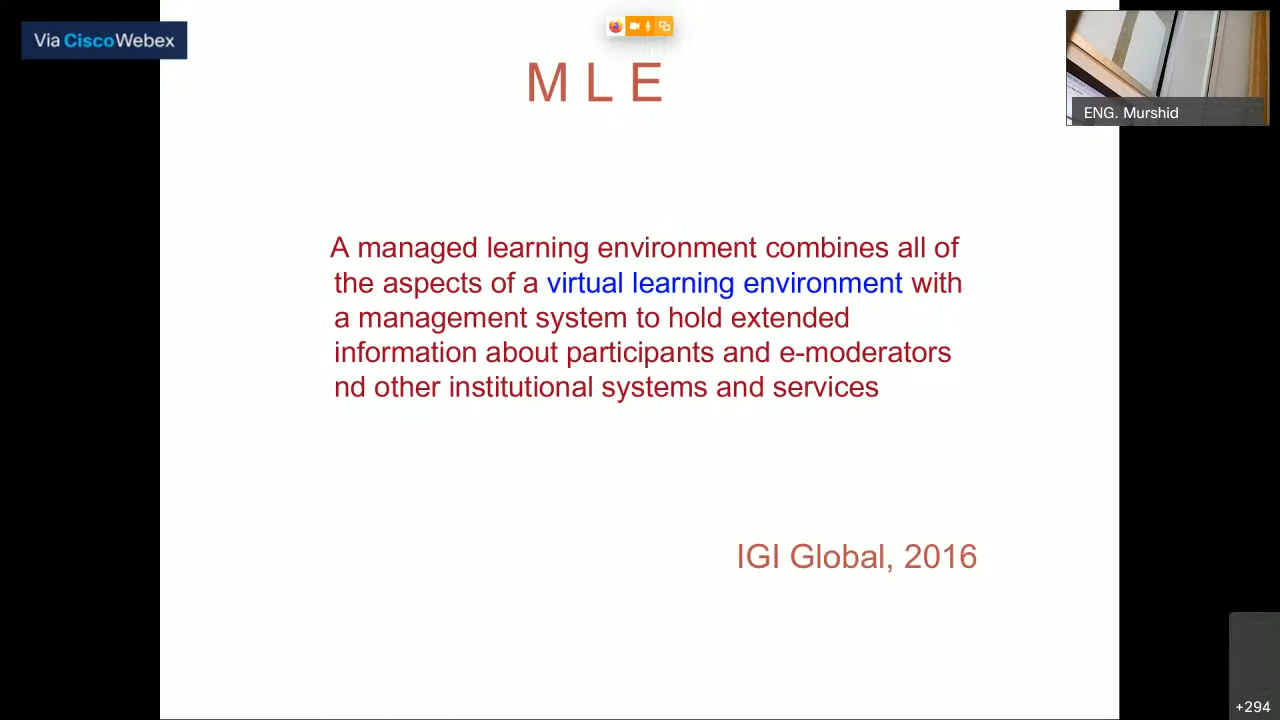 Via CiscoWebex
M L E
ENG. Murshid
A managed learning environment combines all of
the aspects of a virtual learning environment with
a management system to hold extended
information about participants and e-moderators
nd other institutional systems and services
IGI Global, 2016
+294